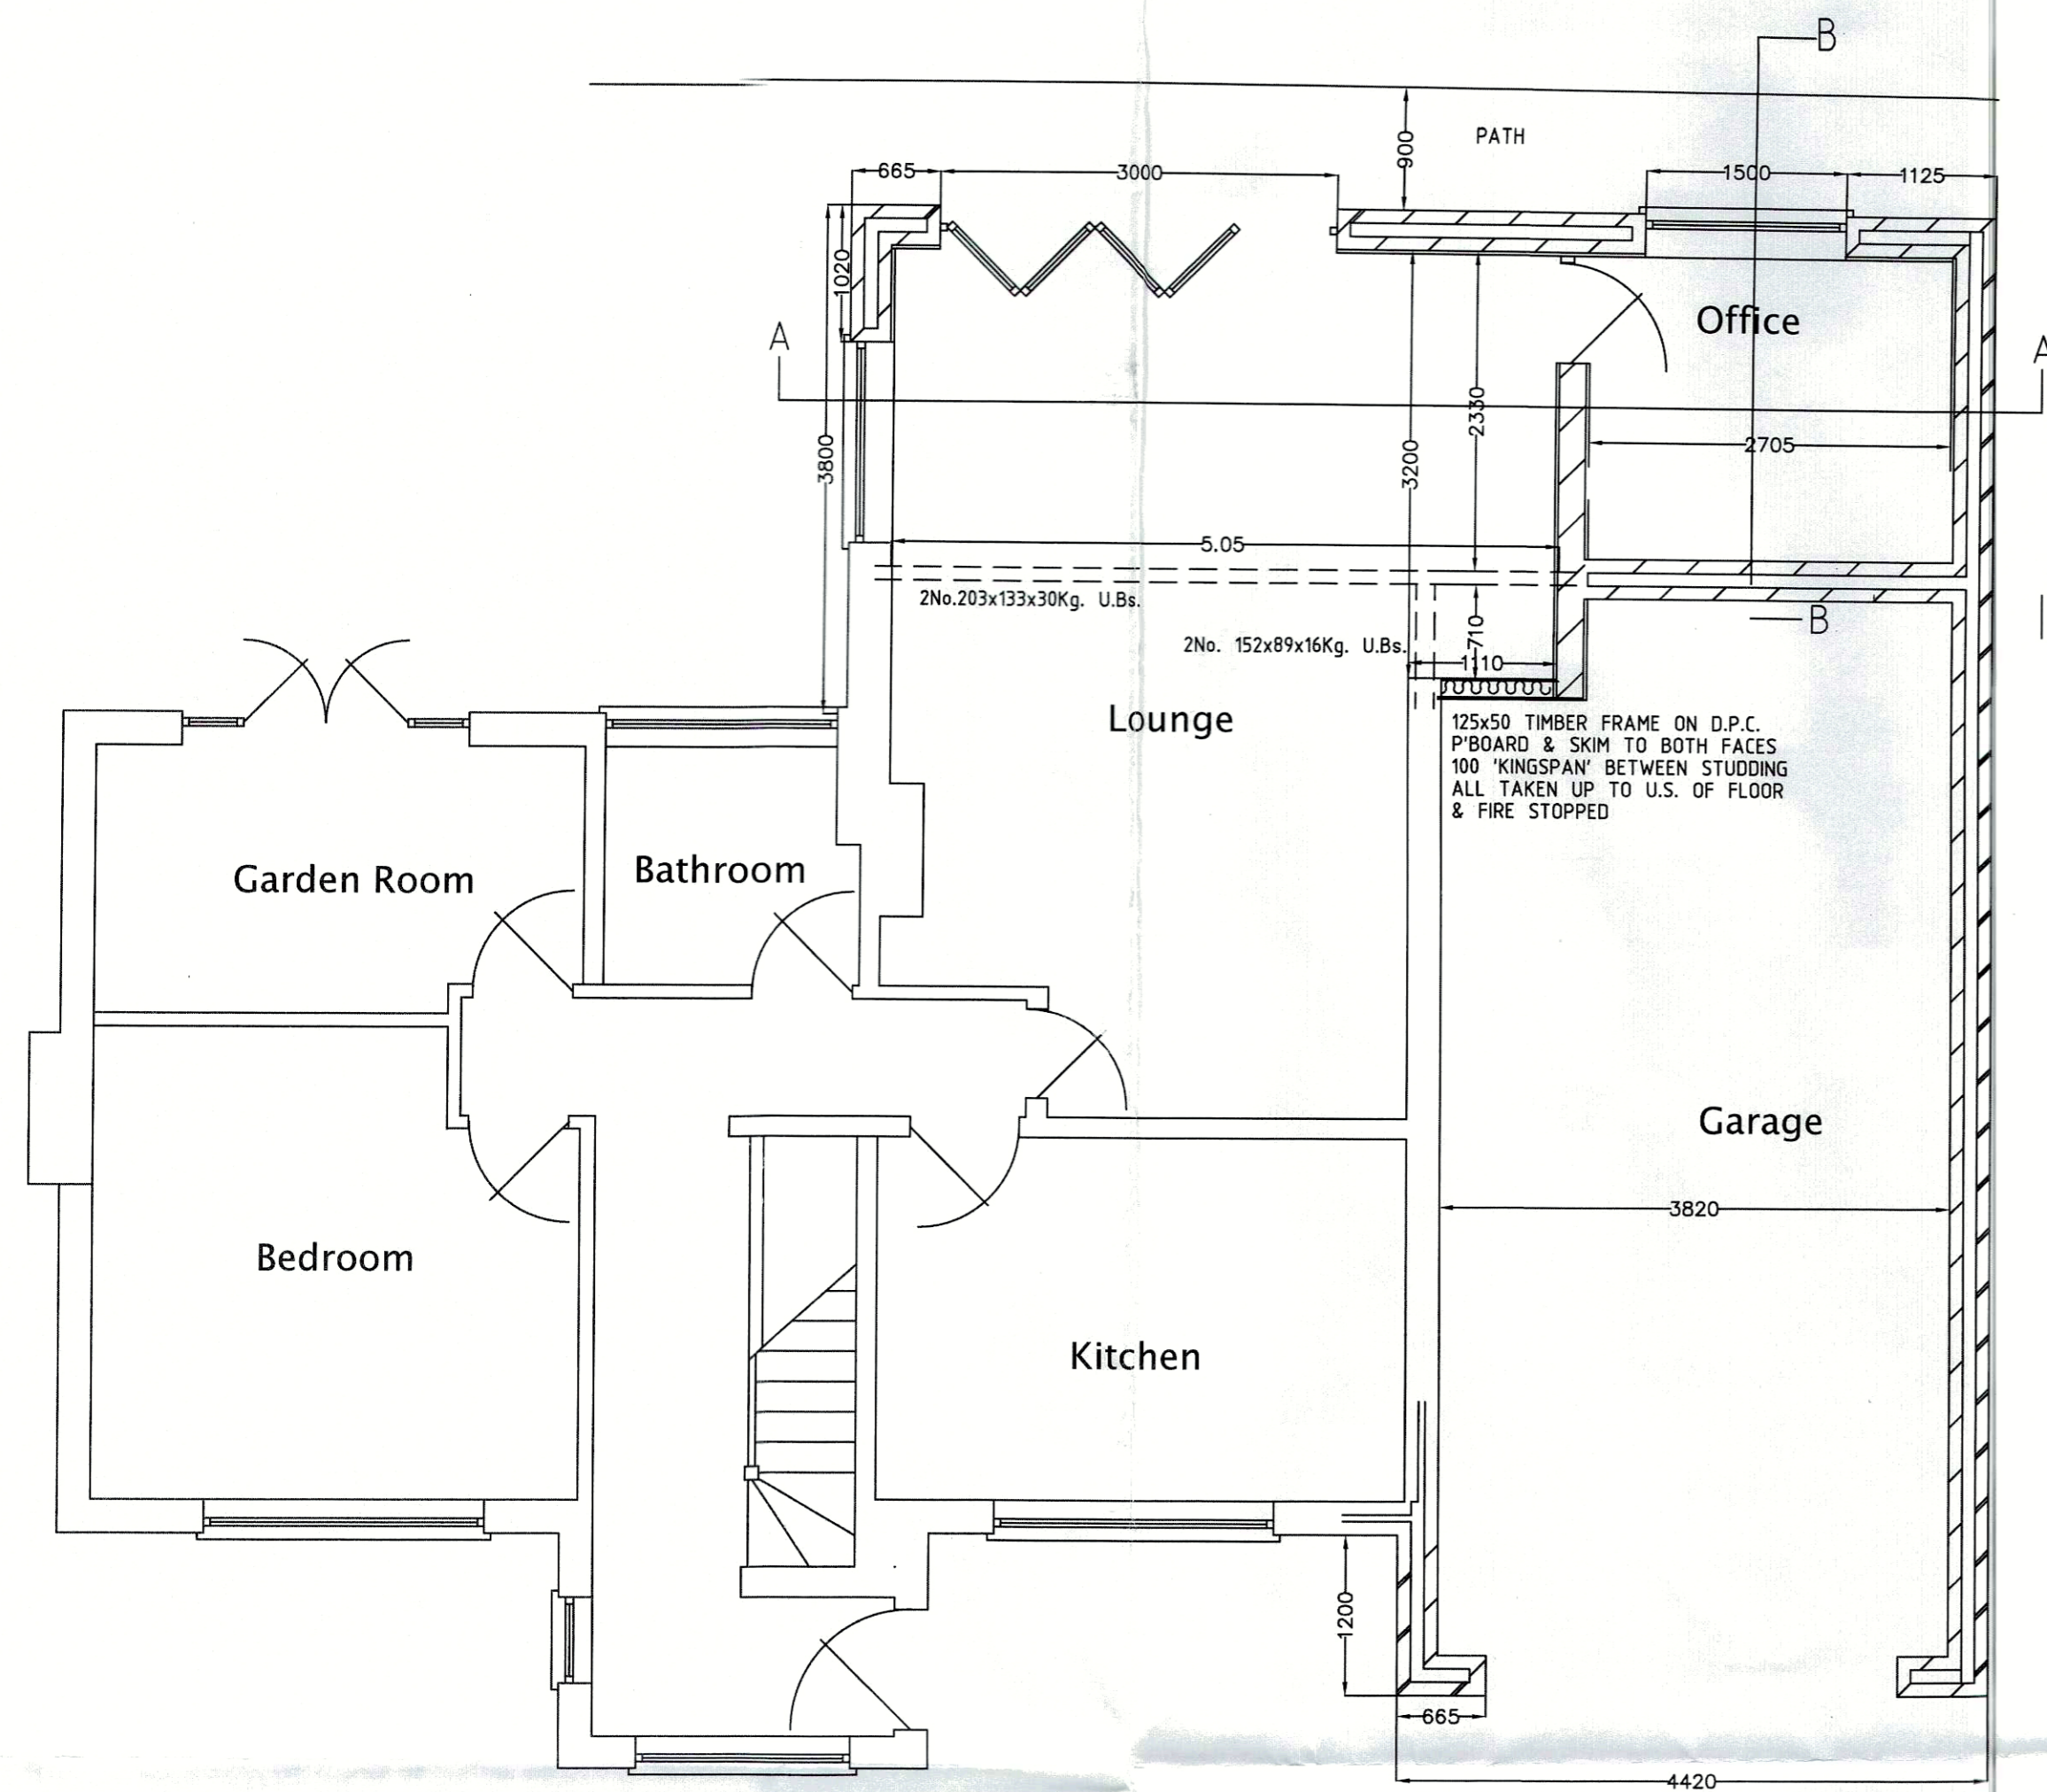 B
PATH
900
665
3000
1500
1125
1020
Office
A
A
3800
3200
2330
2705
5.05
2No.203x133x30Kg. U.Bs.
B
2No. 152x89x16Kg. U.Bs.
710
1110
Lounge
125x50 TIMBER FRAME ON D.P.C.
P'BOARD & SKIM TO BOTH FACES
100 'KINGSPAN' BETWEEN STUDDING
ALL TAKEN UP TO U.S. OF FLOOR
& FIRE STOPPED
Garden Room
Bathroom
Garage
3820
Bedroom
Kitchen
1200
665
4420